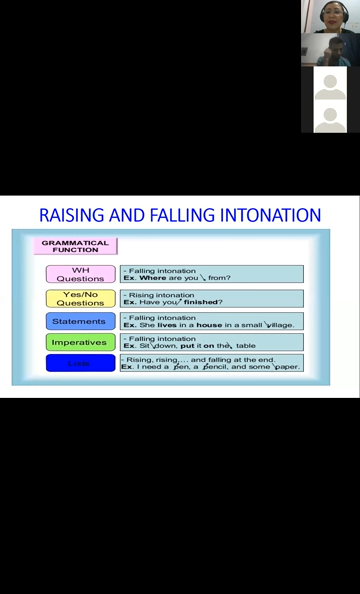 RAISING AND FALLING INTONATION
GRAMMATICAL
FUNCTION
WH
Questions
- Falling intonation
Ex. Where are you from?
Yes/No
Questions
- Rising intonation
Ex. Have you finished?
Statements
- Falling intonation
Ex. She lives in a house in a small village.
Imperatives
- Falling intonation
Ex. Sit down, put it on the table
Lists
- Rising, rising,... and falling at the end.
Ex. I need a pen, a pencil, and some paper.